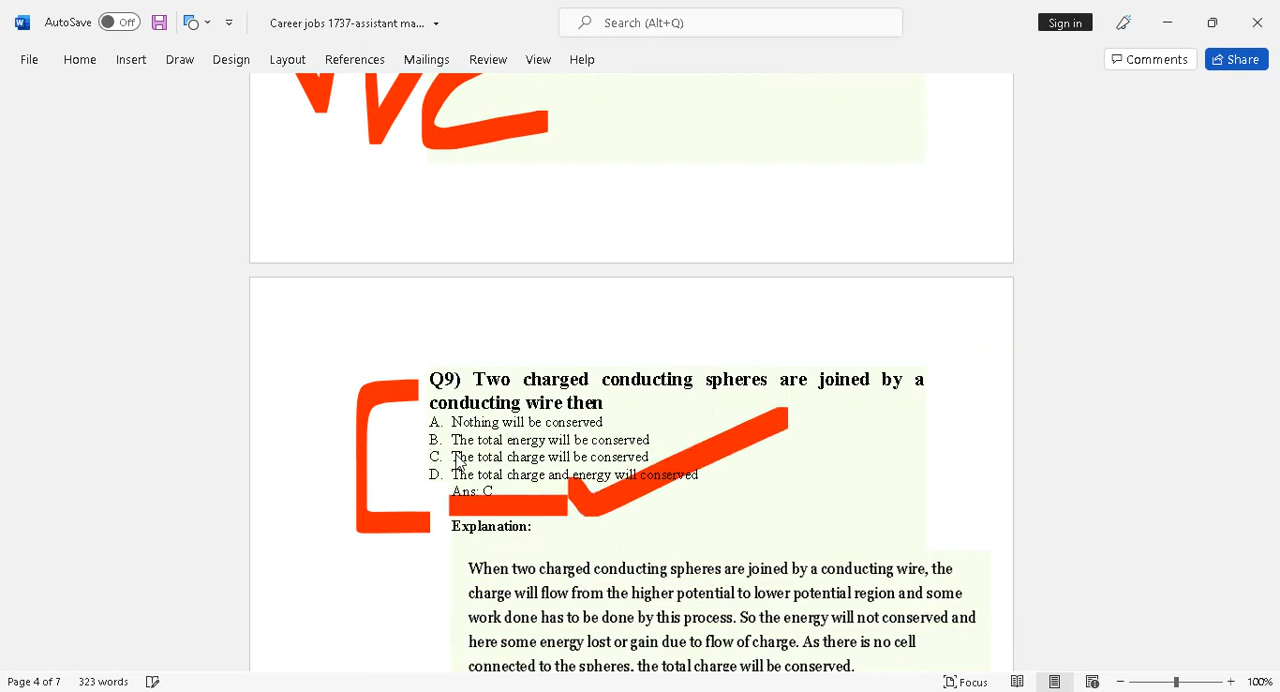 AutoSave Off Career jobs 1737-assistant ma... Search (Alt+Q) Sign in
File Home Insert Draw Design Layout References Mailings Review View Help Comments Share
Q9) Two charged conducting spheres are joined by a
conducting wire then
A. Nothing will be conserved
B. The total energy will be conserved
C. The total charge will be conserved
D. The total charge and energy will conserved
Ans: C
Explanation:
When two charged conducting spheres are joined by a conducting wire, the
charge will flow from the higher potential to lower potential region and some
work done has to be done by this process. So the energy will not conserved and
here some energy lost or gain due to flow of charge. As there is no cell
connected to the spheres, the total charge will be conserved.
Page 4 of 7 323 words Focus 100%